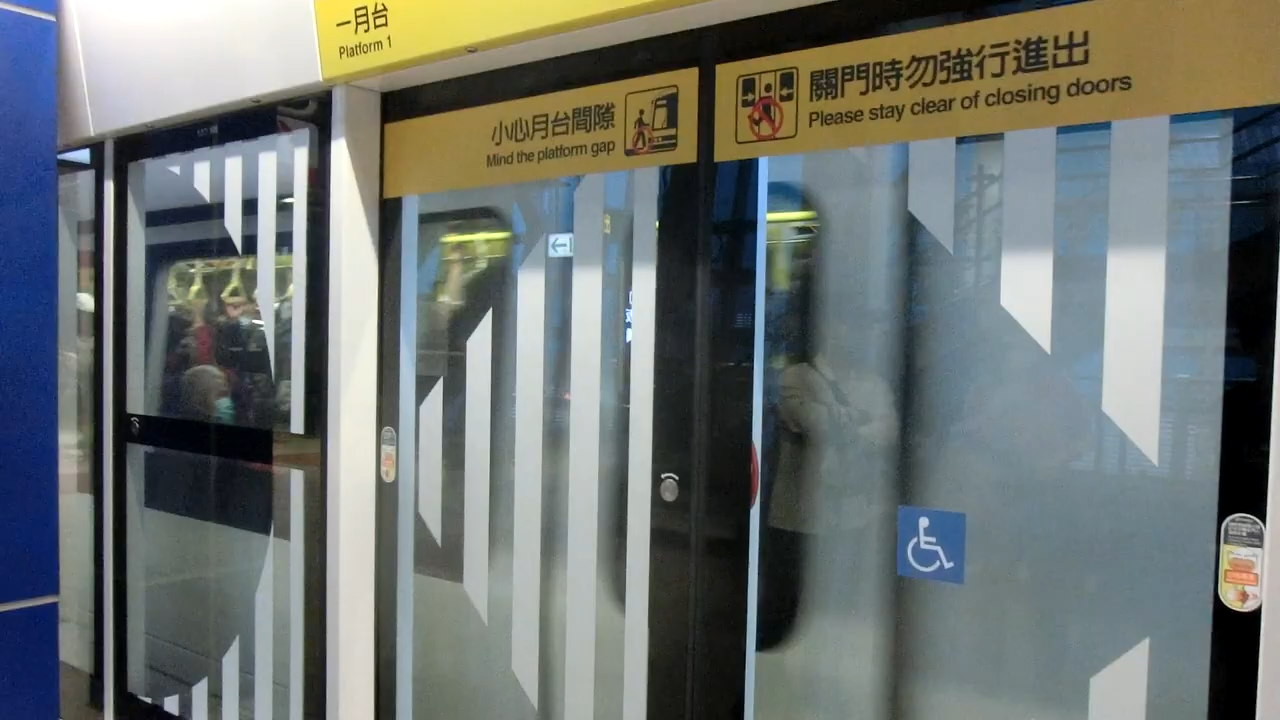 一月台
Platform 1
小心月台間隙
Mind the platform gap
關門時勿強行進出
Please stay clear of closing doors